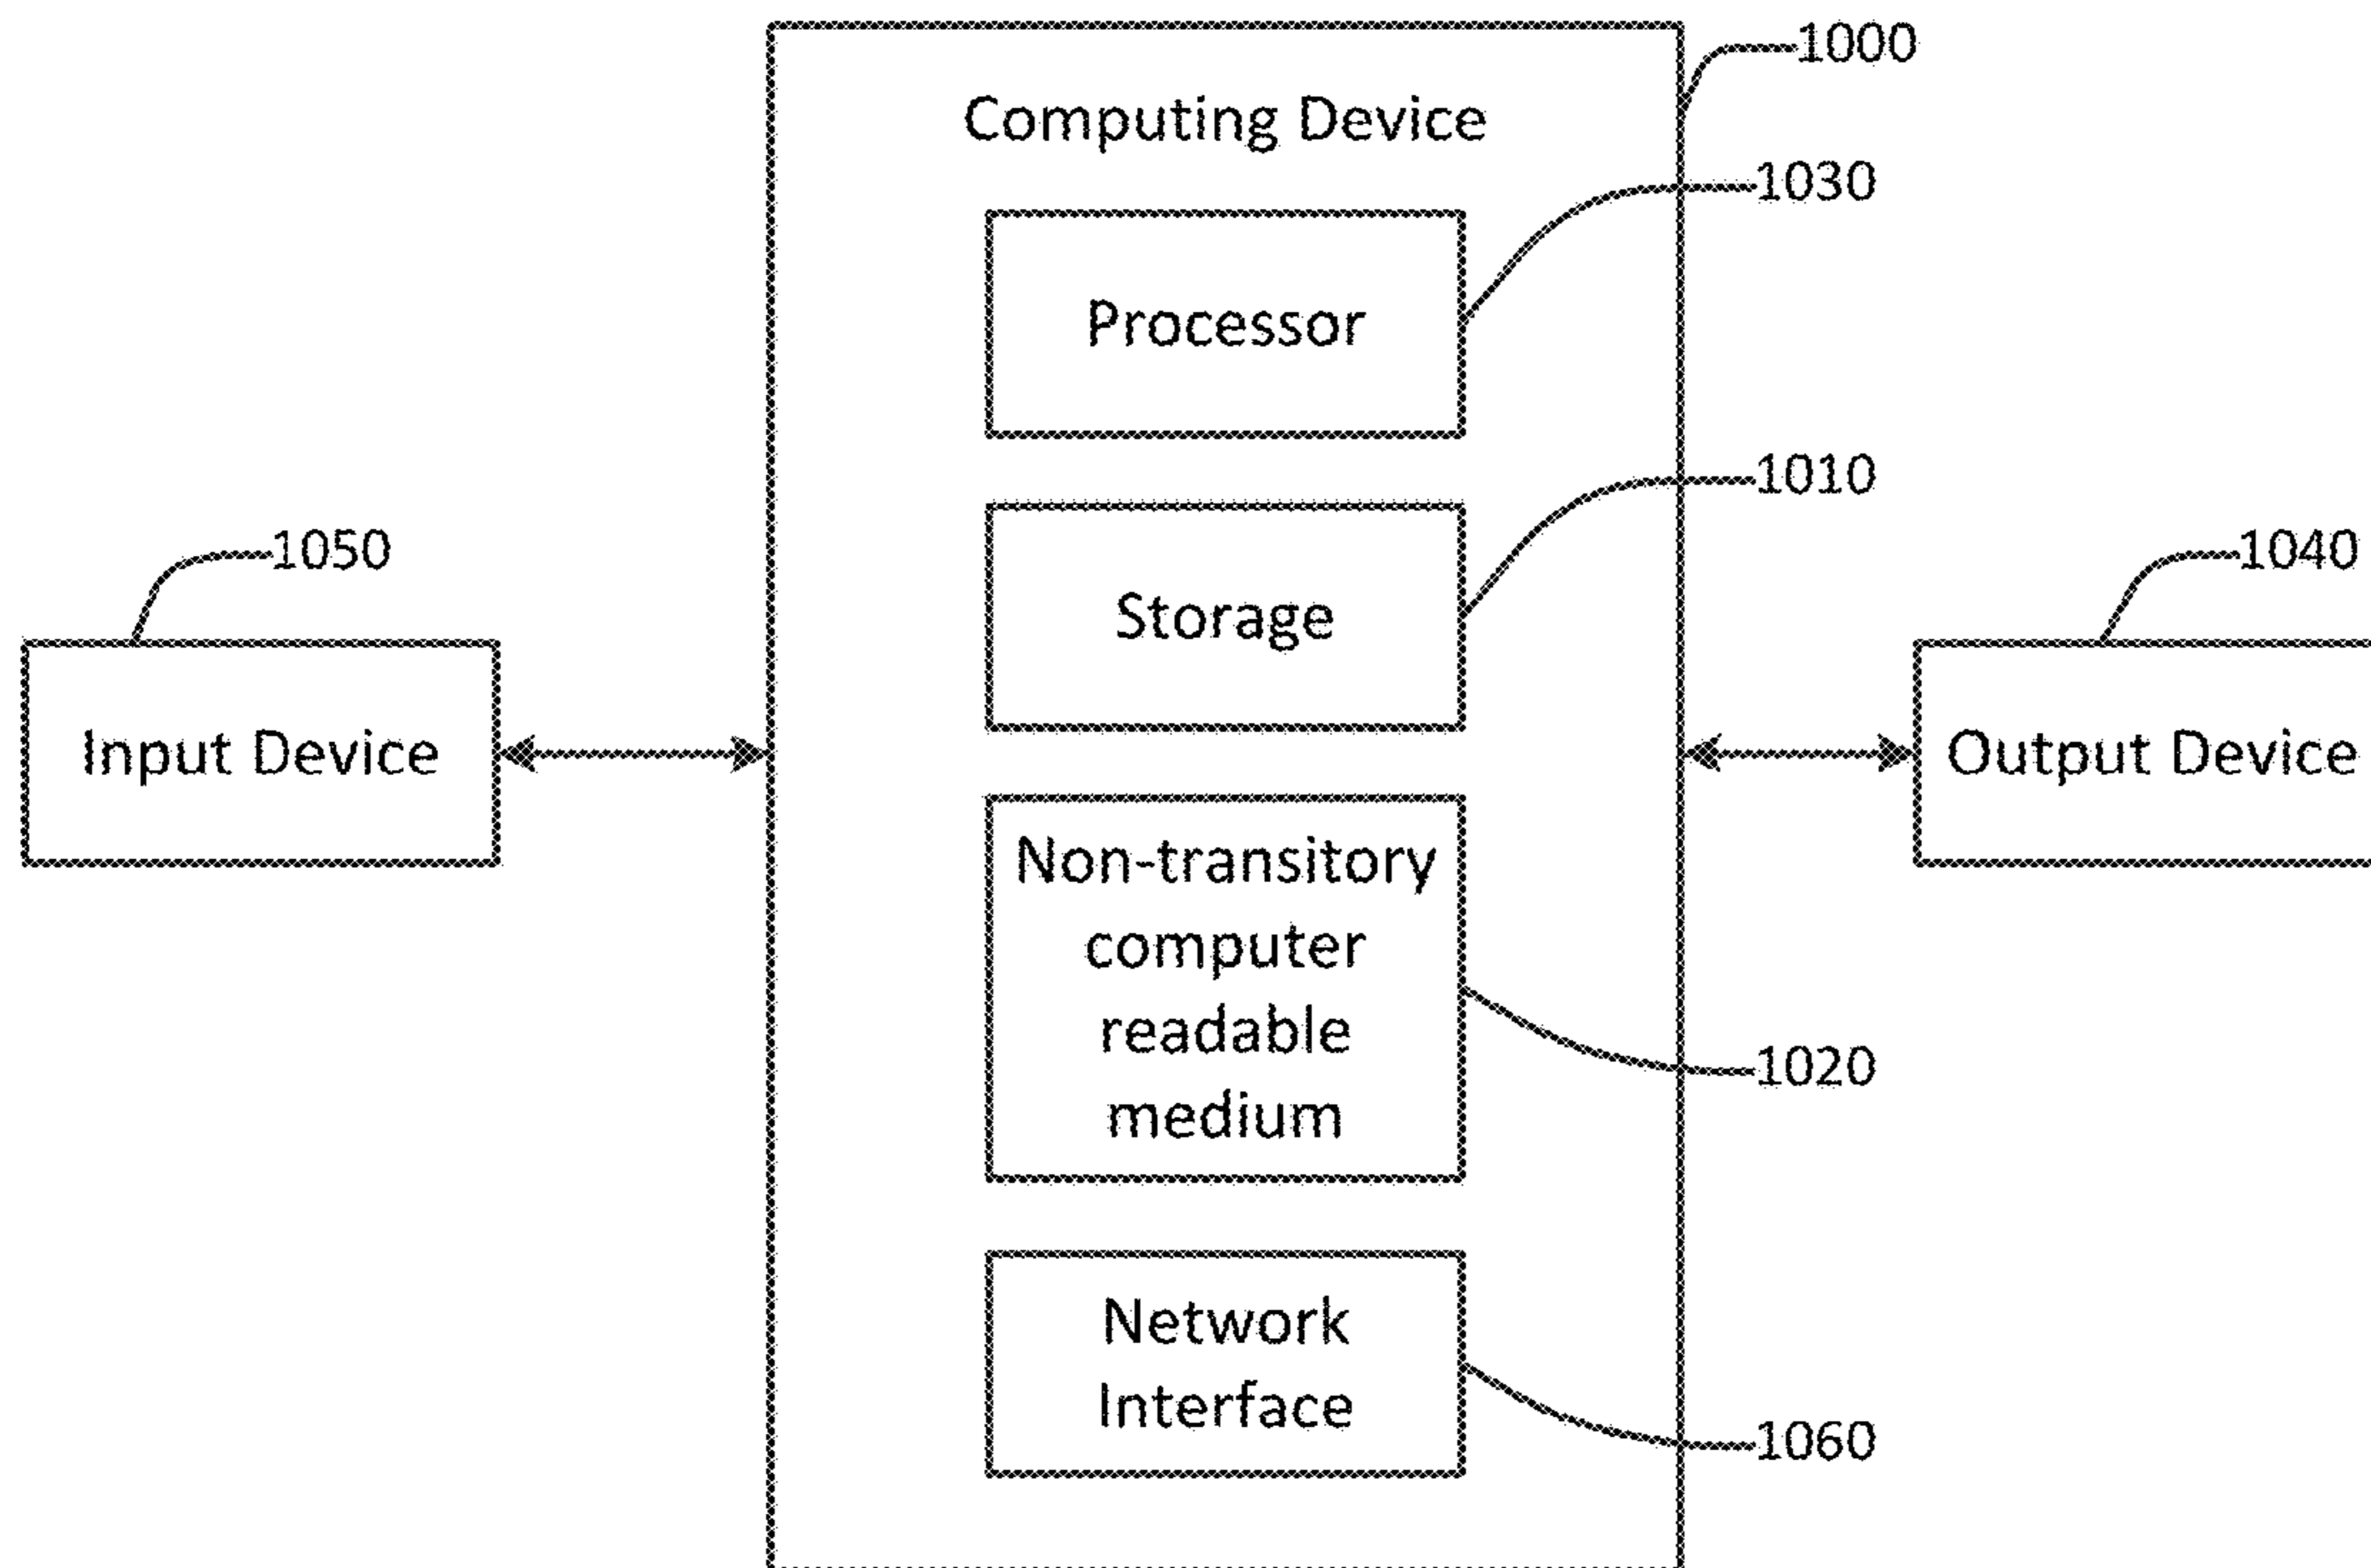 1000
Computing Device
1030
Processor
1010
Storage
1050
Input Device
1040
Output Device
Non-transitory
computer
readable
medium
1020
Network
Interface
1060